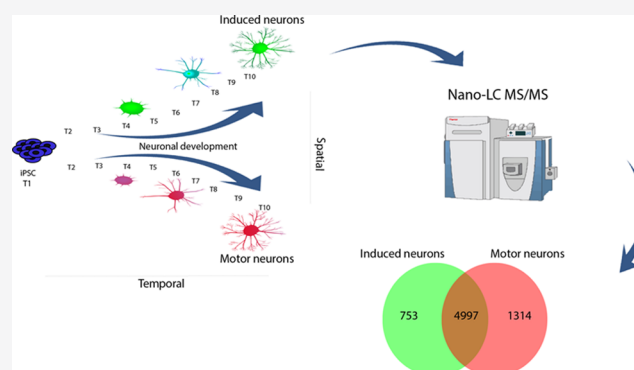 Induced neurons
T10
T9
T8
T7
T6
T5
T4
T3
T2
Neuronal development
iPSC
T1
T2
T3
T4
T5
T6
T7
T8
T9
T10
Motor neurons
Temporal
Spatial
Nano-LC MS/MS
Induced neurons
Motor neurons
753
4997
1314